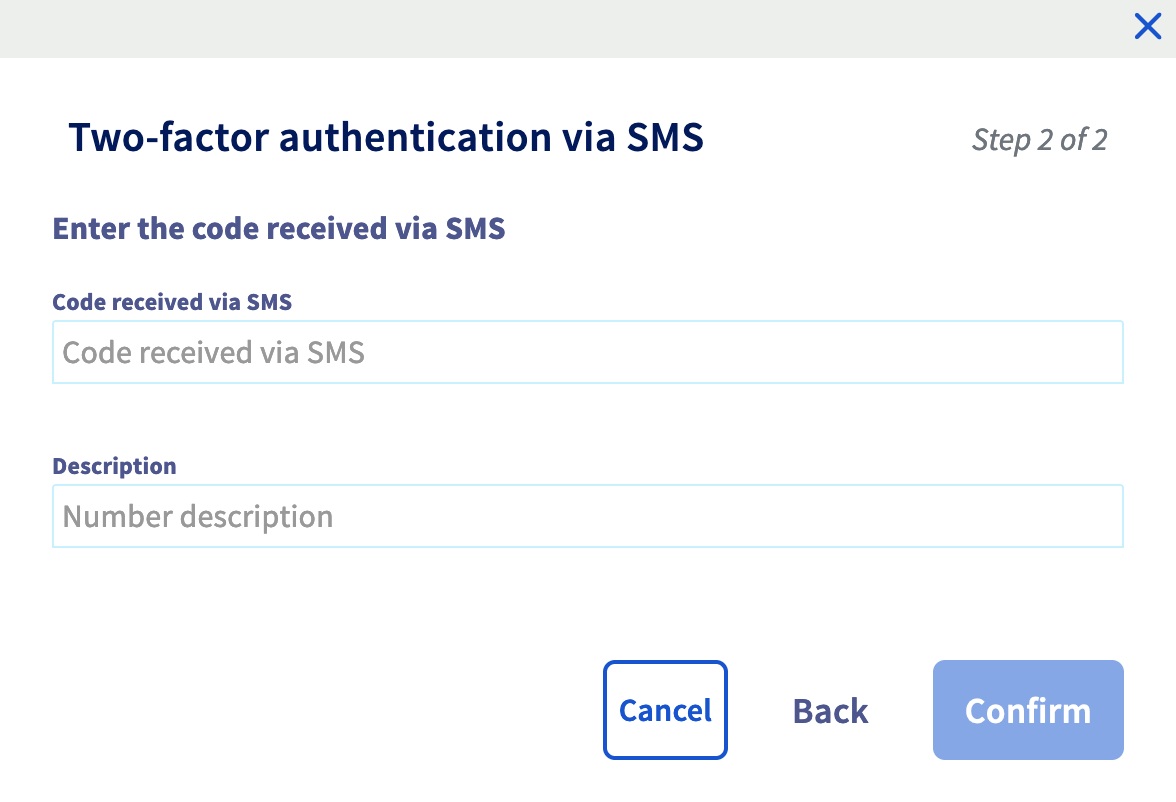 Two-factor authentication via SMS
Step 2 of 2
Enter the code received via SMS
Code received via SMS
Code received via SMS
Description
Number description
Cancel
Back
Confirm